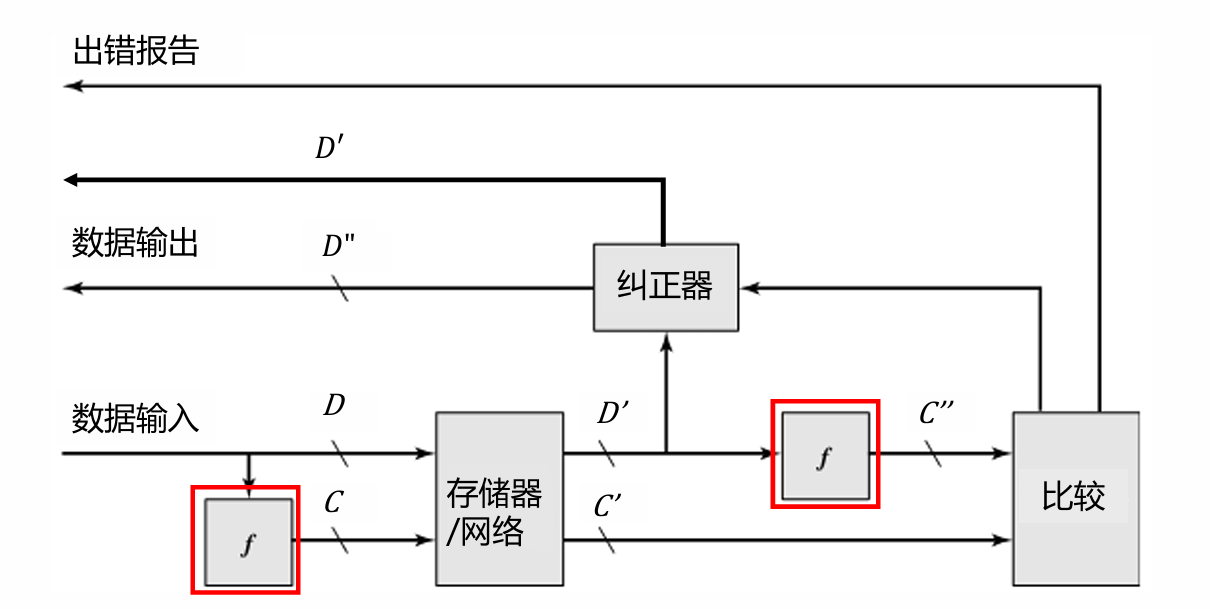 出错报告
D′
数据输出 D"
纠正器
数据输入 D D’ C’’
f
存储器
/网络
比较
C C’
f